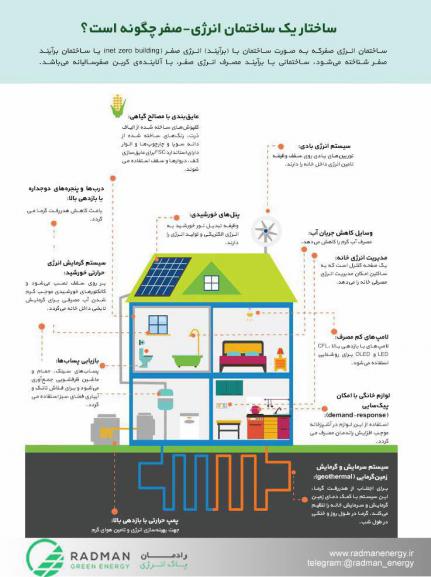 ساختار یک ساختمان انرژی-صفر چگونه است؟
ساختمان انرژی صفر که به صورت ساختمان با (برآیند) انرژی صفر (net zero building) یا ساختمان برآیند
صفر شناخته می‌شود، ساختمانی با برآیند مصرف انرژی صفر، با آلاینده‌ی کربن صفر سالیانه می‌باشد.
عایق‌بندی با مصالح گیاهی:
کفپوش‌های ساخته شده از الیاف
ذرت، رنگ‌های ساخته شده از
دانه سویا و چارچوب‌ها و الوار
دارای استاندارد FSC برای عایق‌سازی
کف، دیوارها و سقف استفاده می
شوند.
سیستم انرژی بادی:
توربین‌های بادی روی سقف وظیفه
تامین انرژی داخل خانه را دارند.
درب‌ها و پنجره‌های دوجداره
با بازدهی بالا:
باعث کاهش هدررفت گرما می
گردد.
پنل‌های خورشیدی:
وظیفه تبدیل نور خورشید به
انرژی الکتریکی و تولید انرژی را
دارند.
وسایل کاهش جریان آب:
مصرف آب گرم را کاهش می‌دهد.
مدیریت انرژی خانه:
یک صفحه کنترل است که به
ساکنین امکان مدیریت انرژی
مصرفی خانه را می‌دهد.
سیستم گرمایش انرژی
حرارتی خورشید:
بر روی سقف نصب می‌شود و
کلکتورهای خورشیدی موجب گرم
شدن آب مصرفی برای گرمایش
تابشی داخل خانه می‌گردد.
لامپ‌های کم مصرف:
لامپ‌های با بازدهی بالا، CFL،
LED و OLED برای روشنایی
استفاده می‌شود.
بازیابی پساب‌ها:
پساب‌های سینک، حمام و
ماشین ظرفشویی جمع‌آوری
می‌شود و برای فلاش تانک و
آبیاری فضای سبز استفاده می
گردد.
لوازم خانگی با امکان
پیک‌سایی
(demand-response):
استفاده از این لوازم در آشپزخانه
موجب افزایش راندمان مصرف می
گردد.
سیستم سرمایش و گرمایش
زمین‌گرمایی (geothermal):
برای اجتناب از هدررفت گرما،
این سیستم با کمک دمای زمین
گرمایش و سرمایش خانه را تنظیم
می‌کند. گرما در طول روز و خنکی
در طول شب.
پمپ حرارتی با بازدهی بالا:
جهت بهینه‌سازی انرژی و تامین هوای گرم
RADMAN
GREEN ENERGY
رادمان
پاک انرژی
www.radmanenergy.ir
telegram:@radman_energy